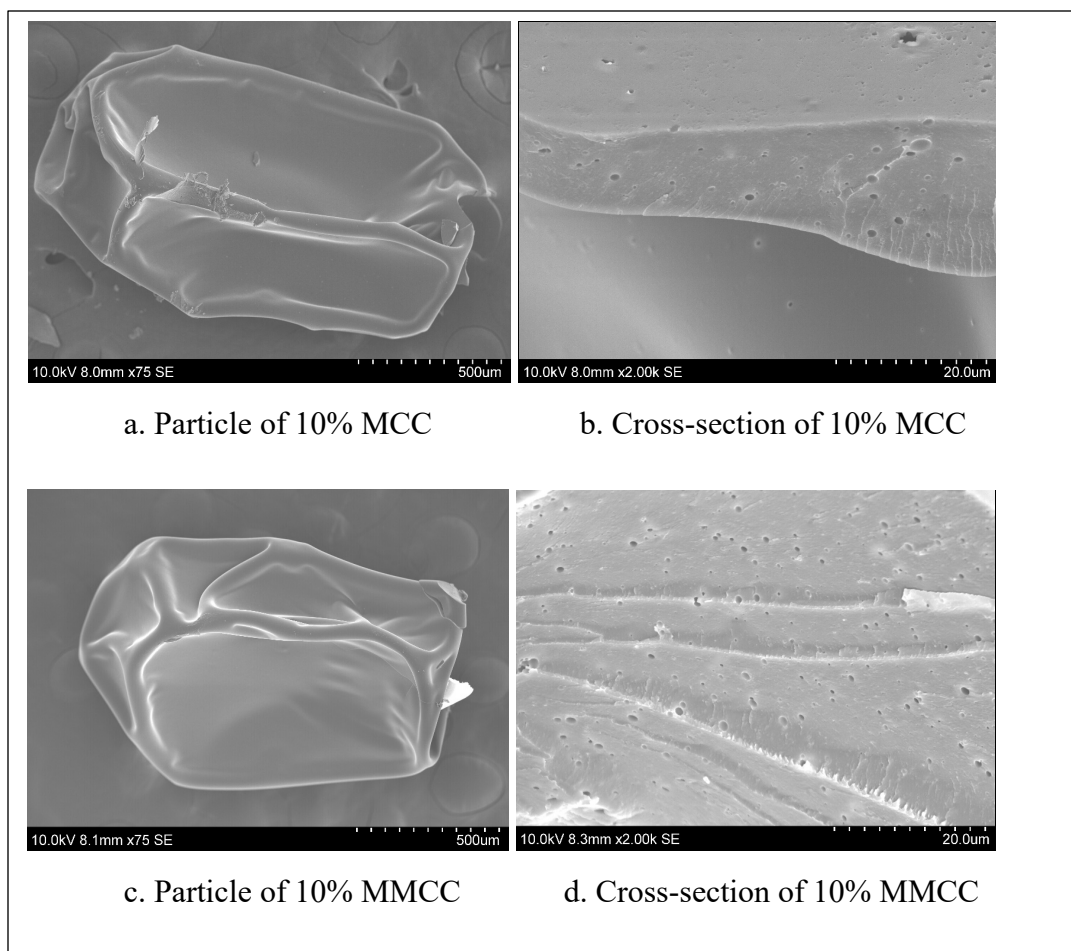 10.0kV 8.0mm x75 SE 500um
10.0kV 8.0mm x2.00k SE 20.0um
a. Particle of 10% MCC
b. Cross-section of 10% MCC
10.0kV 8.1mm x75 SE 500um
10.0kV 8.3mm x2.00k SE 20.0um
c. Particle of 10% MMCC
d. Cross-section of 10% MMCC